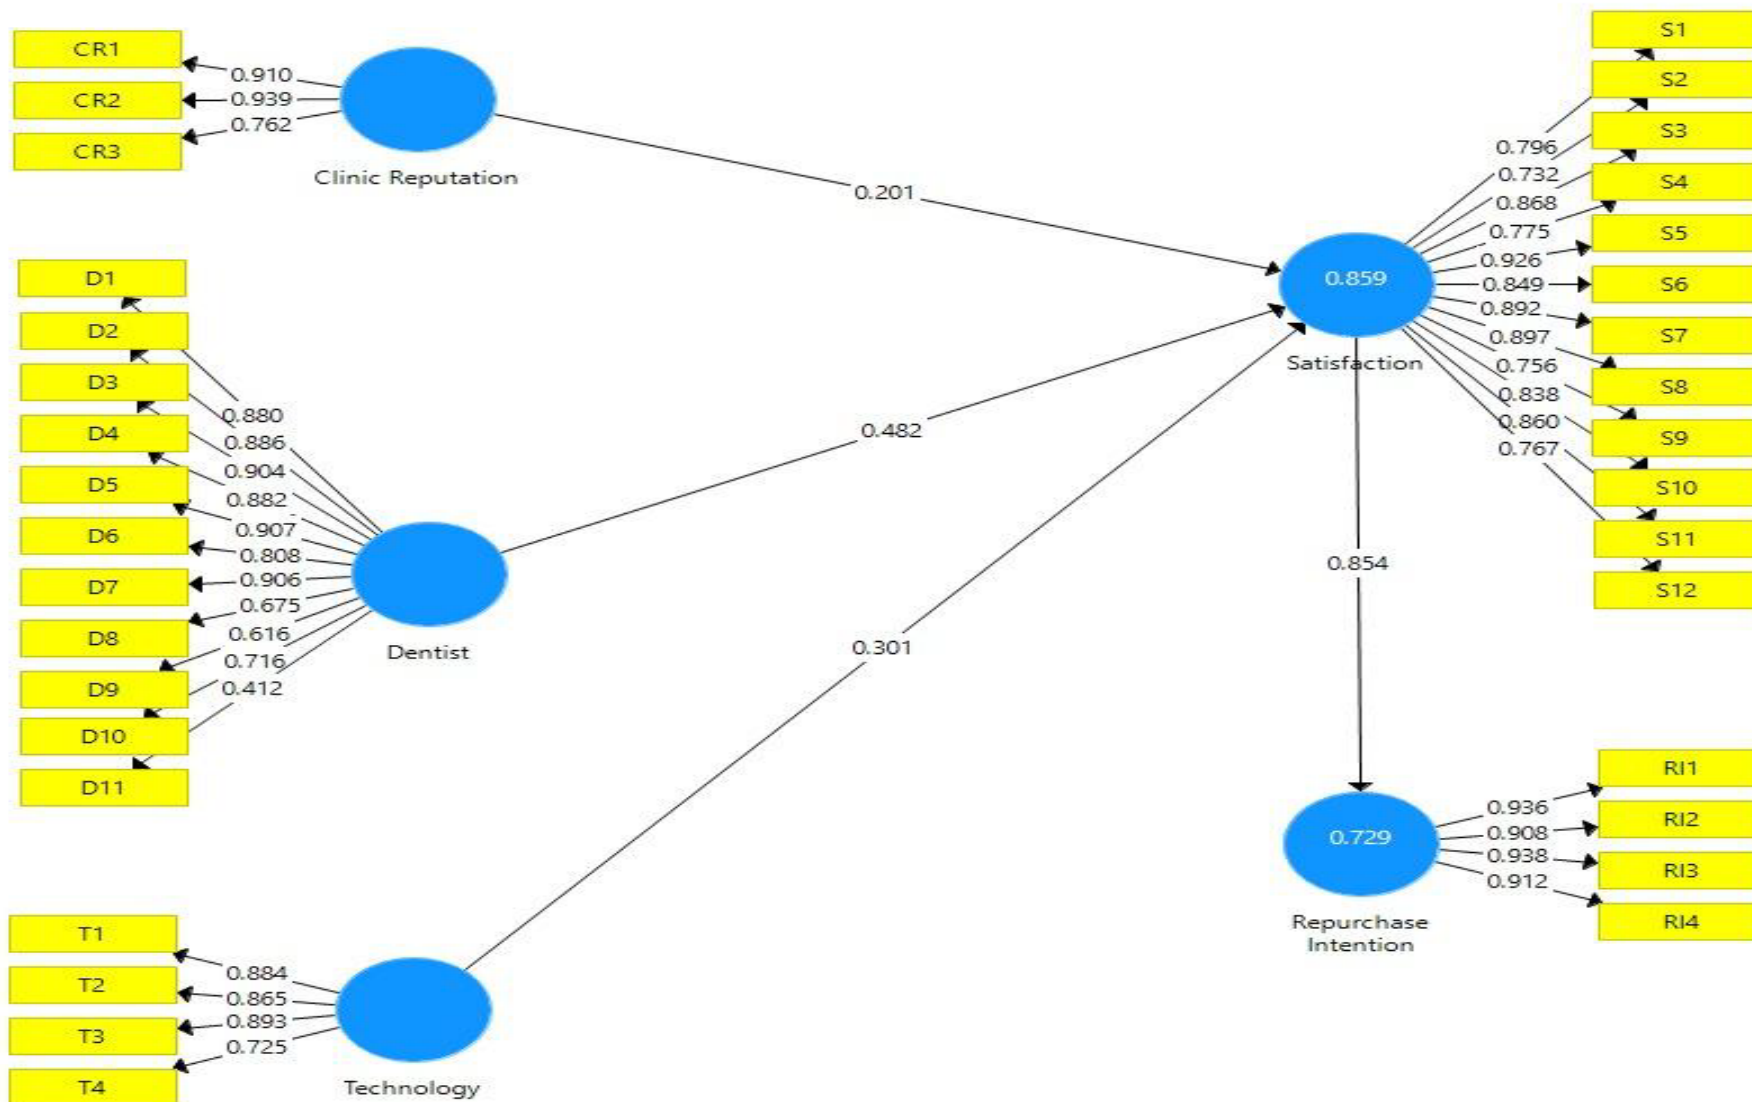 CR1
CR2
CR3
0.910
0.939
0.762
Clinic Reputation
D1
D2
D3
D4
D5
D6
D7
D8
D9
D10
D11
0.880
0.886
0.904
0.882
0.907
0.808
0.906
0.675
0.616
0.716
0.412
Dentist
T1
T2
T3
T4
0.884
0.865
0.893
0.725
Technology
0.201
0.482
0.301
0.859
Satisfaction
0.796
0.732
0.868
0.775
0.926
0.849
0.892
0.897
0.756
0.838
0.860
0.767
S1
S2
S3
S4
S5
S6
S7
S8
S9
S10
S11
S12
0.854
0.729
Repurchase
Intention
0.936
0.908
0.938
0.912
RI1
RI2
RI3
RI4